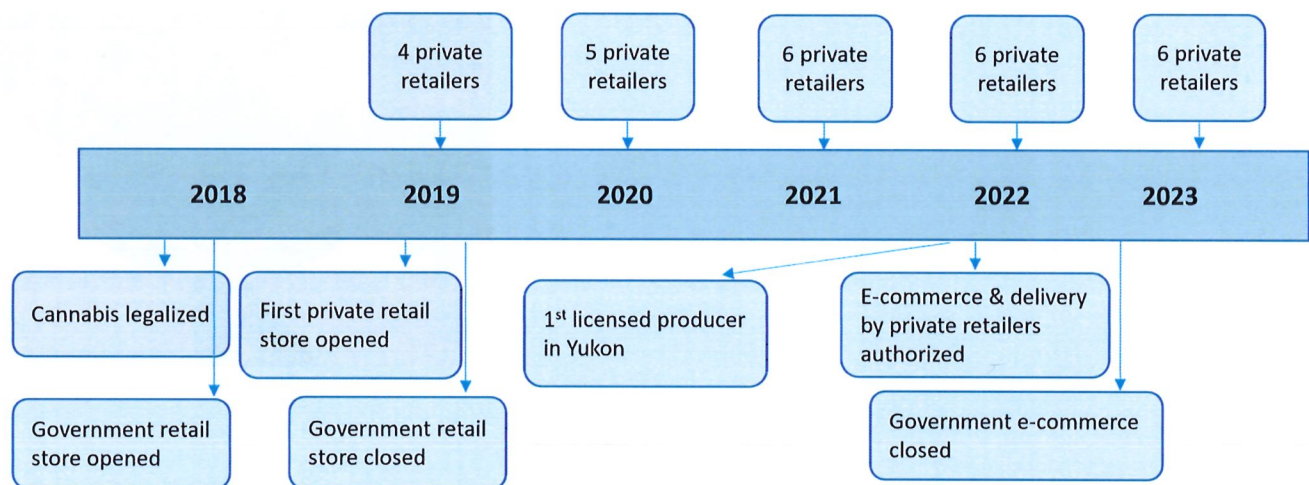 4 private
retailers
5 private
retailers
6 private
retailers
6 private
retailers
6 private
retailers
2018
2019
2020
2021
2022
2023
Cannabis legalized
First private retail
store opened
1st licensed producer
in Yukon
E-commerce & delivery
by private retailers
authorized
Government retail
store opened
Government retail
store closed
Government e-commerce
closed